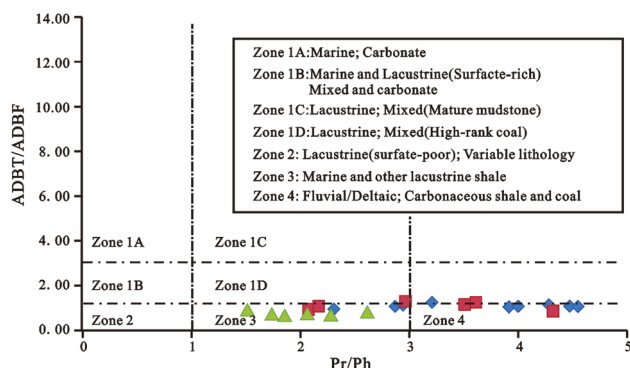 14.00
12.00
10.00
8.00
6.00
4.00
2.00
0.00
ADBT/ADBF
Zone 1A:Marine; Carbonate
Zone 1B:Marine and Lacustrine(Surfacte-rich)
Mixed and carbonate
Zone 1C:Lacustrine; Mixed(Mature mudstone)
Zone 1D:Lacustrine; Mixed(High-rank coal)
Zone 2: Lacustrine(surfate-poor); Variable lithology
Zone 3: Marine and other lacustrine shale
Zone 4: Fluvial/Deltaic; Carbonaceous shale and coal
Zone 1A
Zone 1C
Zone 1B
Zone 1D
Zone 2
Zone 3
Zone 4
0
1
2
3
4
5
Pr/Ph